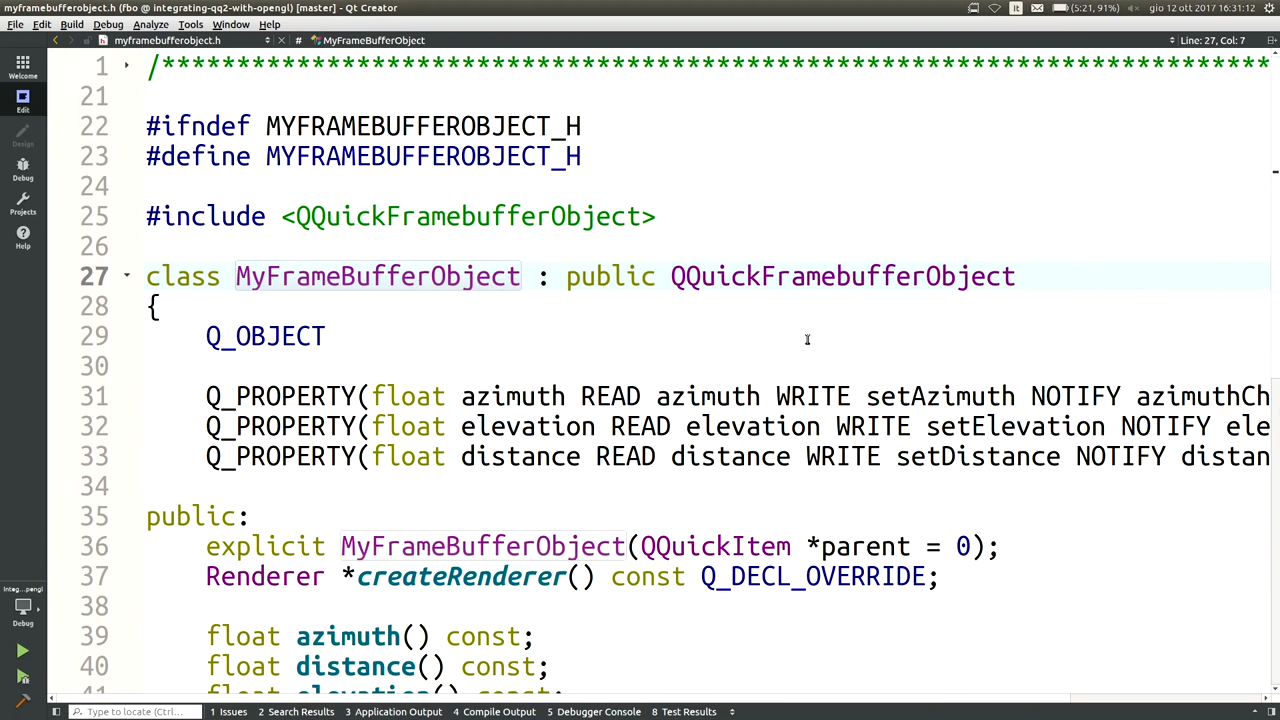 myframebufferobject.h (fbo @ integrating-qq2-with-opengl) [master] - Qt Creator
It (5:21, 91%) gio 12 ott 2017 16:31:12
File Edit Build Debug Analyze Tools Window Help
myframebufferobject.h # MyFrameBufferObject Line: 27, Col: 7
Welcome
Edit
Design
Debug
Projects
Help
Integ...pengl
Debug
1 /**************************************************************************
21
22 #ifndef MYFRAMEBUFFEROBJECT_H
23 #define MYFRAMEBUFFEROBJECT_H
24
25 #include <QQuickFramebufferObject>
26
27 class MyFrameBufferObject : public QQuickFramebufferObject
28 {
29 Q_OBJECT
30
31 Q_PROPERTY(float azimuth READ azimuth WRITE setAzimuth NOTIFY azimuthCh
32 Q_PROPERTY(float elevation READ elevation WRITE setElevation NOTIFY ele
33 Q_PROPERTY(float distance READ distance WRITE setDistance NOTIFY distan
34
35 public:
36 explicit MyFrameBufferObject(QQuickItem *parent = 0);
37 Renderer *createRenderer() const Q_DECL_OVERRIDE;
38
39 float azimuth() const;
40 float distance() const;
41 float elevation() const;
Type to locate (Ctrl-... 1 Issues 2 Search Results 3 Application Output 4 Compile Output 5 Debugger Console 8 Test Results